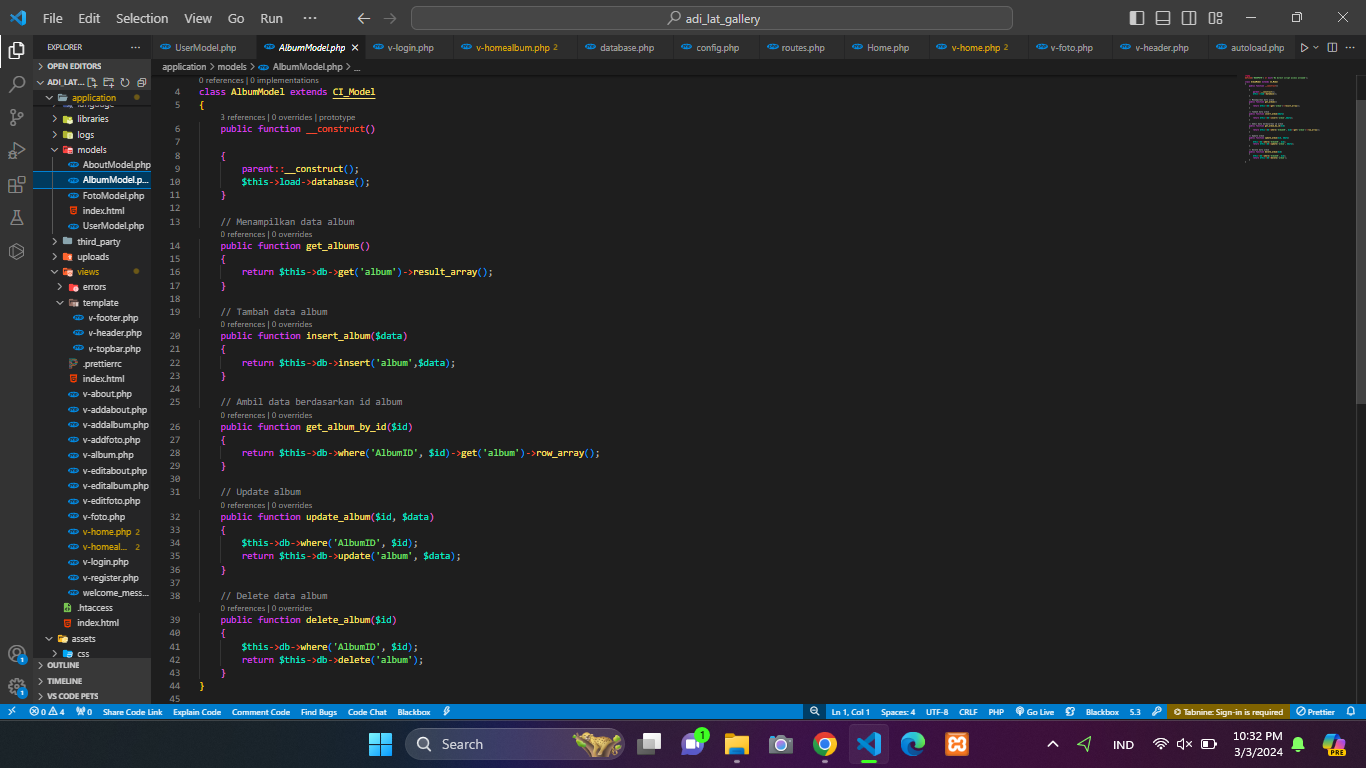 File Edit Selection View Go Run ··· adi_lat_gallery
EXPLORER ···
UserModel.php AlbumModel.php v-login.php v-homealbum.php 2 database.php config.php routes.php Home.php v-home.php 2 v-foto.php v-header.php autoload.php
application > models > AlbumModel.php > ...
OPEN EDITORS
ADI_LAT...
application
language
libraries
logs
models
AboutModel.php
AlbumModel.p...
FotoModel.php
index.html
UserModel.php
third_party
uploads
views
errors
template
v-footer.php
v-header.php
v-topbar.php
.prettierrc
index.html
v-about.php
v-addabout.php
v-addalbum.php
v-addfoto.php
v-album.php
v-editabout.php
v-editalbum.php
v-editfoto.php
v-foto.php
v-home.php 2
v-homeal... 2
v-login.php
v-register.php
welcome_mess...
.htaccess
index.html
assets
css
OUTLINE
TIMELINE
VS CODE PETS
0 references | 0 implementations
4 class AlbumModel extends CI_Model
5 {
3 references | 0 overrides | prototype
6 public function __construct()
7
8 {
9 parent::__construct();
10 $this->load->database();
11 }
12
13 // Menampilkan data album
0 references | 0 overrides
14 public function get_albums()
15 {
16 return $this->db->get('album')->result_array();
17 }
18
19 // Tambah data album
0 references | 0 overrides
20 public function insert_album($data)
21 {
22 return $this->db->insert('album',$data);
23 }
24
25 // Ambil data berdasarkan id album
0 references | 0 overrides
26 public function get_album_by_id($id)
27 {
28 return $this->db->where('AlbumID', $id)->get('album')->row_array();
29 }
30
31 // Update album
0 references | 0 overrides
32 public function update_album($id, $data)
33 {
34 $this->db->where('AlbumID', $id);
35 return $this->db->update('album', $data);
36 }
37
38 // Delete data album
0 references | 0 overrides
39 public function delete_album($id)
40 {
41 $this->db->where('AlbumID', $id);
42 return $this->db->delete('album');
43 }
44 }
45
1
1
0 4 0 Share Code Link Explain Code Comment Code Find Bugs Code Chat Blackbox Ln 1, Col 1 Spaces: 4 UTF-8 CRLF PHP Go Live Blackbox 5.3 Tabnine: Sign-in is required Prettier
Search 1 IND 10:32 PM
3/3/2024
PRE